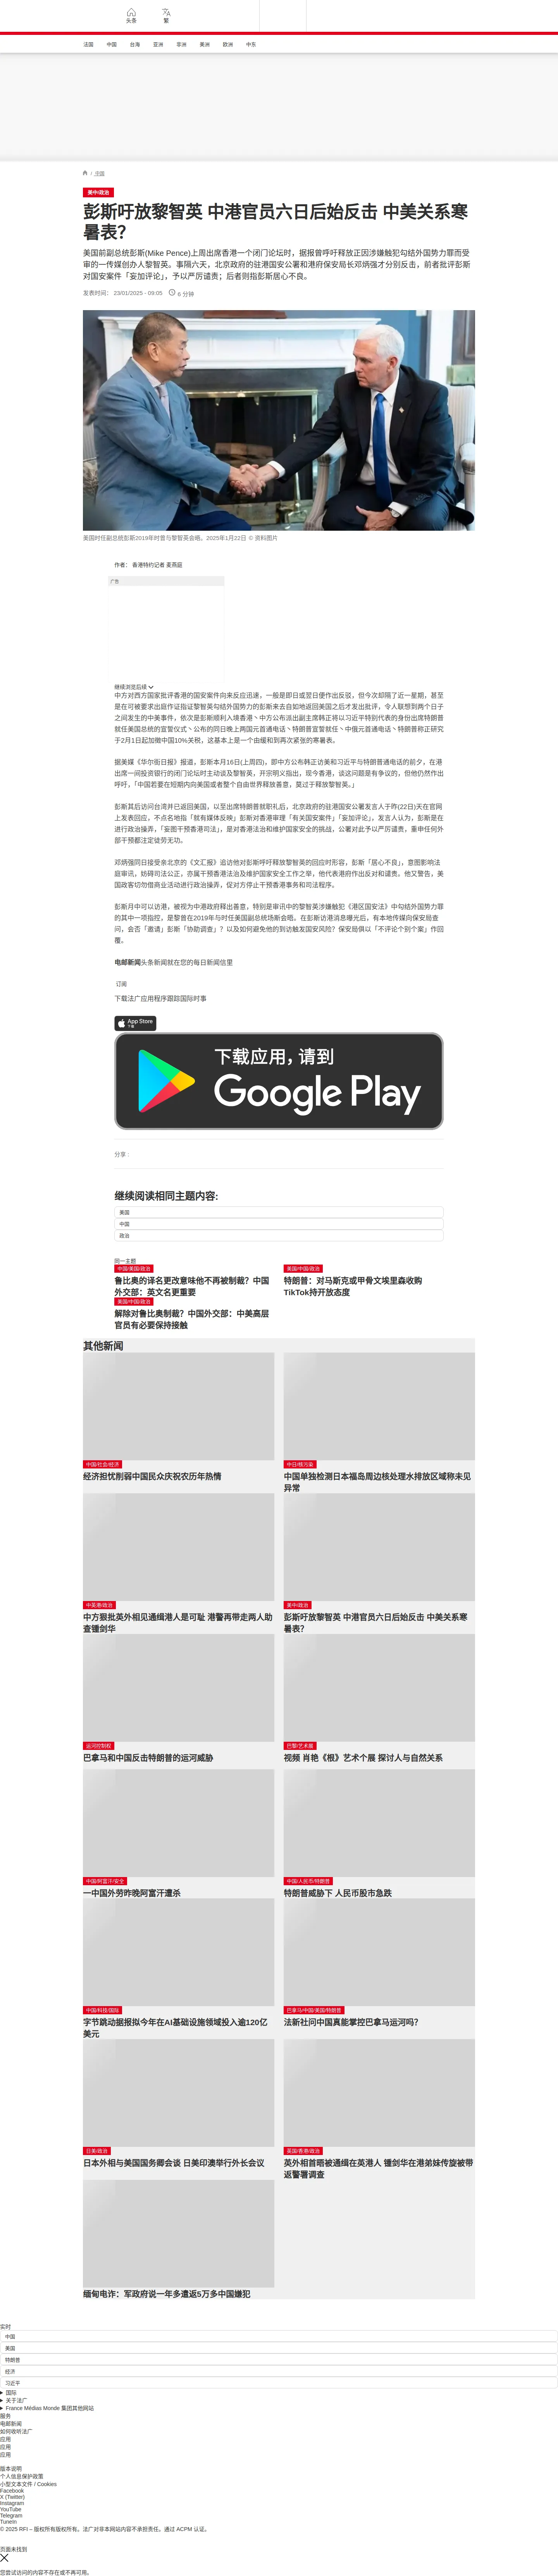 头条
繁
法国
中国
台海
亚洲
非洲
美洲
欧洲
中东
/ 法国
美中/政治
彭斯吁放黎智英 中港官员六日后始反击 中美关系寒
暑表？
美国前副总统彭斯(Mike Pence)上周出席香港一个闭门论坛时，据报曾呼吁释放正因涉嫌触犯勾结外国势力罪而受
审的一传媒创办人黎智英。事隔六天，北京政府的驻港国安公署和港府保安局长邓炳强才分别反击，前者批评彭斯
对国安案件「妄加评论」，予以严厉谴责；后者则指彭斯居心不良。
发表时间： 23/01/2025 - 09:05
6 分钟
美国时任副总统彭斯2019年时曾与黎智英会晤。2025年1月22日 © 资料图片
作者： 香港特约记者 麦燕庭
广告
继续浏览后续
中方对西方国家批评香港的国安案件向来反应迅速，一般是即日或翌日便作出反驳，但今次却隔了近一星期，甚至
是在可被要求出庭作证指证黎智英勾结外国势力的彭斯来去自如地返回美国之后才发出批评，令人联想到两个日子
之间发生的中美事件，依次是彭斯顺利入境香港丶中方公布派出副主席韩正将以习近平特别代表的身份出席特朗普
就任美国总统的宣誓仪式丶公布的同日晚上两国元首通电话丶特朗普宣誓就任丶中俄元首通电话丶特朗普称正研究
于2月1日起加徵中国10%关税，这基本上是一个由缓和到再次紧张的寒暑表。
据英媒《华尔街日报》报道，彭斯本月16日(上周四)，即中方公布韩正访美和习近平与特朗普通电话的前夕，在港
出席一间投资银行的闭门论坛时主动谈及黎智英，开宗明义指出，现今香港，谈这问题是有争议的，但他仍然作出
呼吁，「中国若要在短期内向美国或者整个自由世界释放善意，莫过于释放黎智英。」
彭斯其后访问台湾并已返回美国，以至出席特朗普就职礼后，北京政府的驻港国安公署发言人于昨(22日)天在官网
上发表回应，不点名地指「就有媒体反映」彭斯对香港审理「有关国安案件」「妄加评论」，发言人认为，彭斯是在
进行政治操弄，「妄图干预香港司法」，是对香港法治和维护国家安全的挑战，公署对此予以严厉谴责，重申任何外
部干预都注定徒劳无功。
邓炳强同日接受亲北京的《文汇报》追访他对彭斯呼吁释放黎智英的回应时形容，彭斯「居心不良」，意图影响法
庭审讯，妨碍司法公正，亦属干预香港法治及维护国家安全工作之举，他代表港府作出反对和谴责。他又警告，美
国政客切勿借商业活动进行政治操弄，促对方停止干预香港事务和司法程序。
彭斯月中可以访港，被视为中港政府释出善意，特别是审讯中的黎智英涉嫌触犯《港区国安法》中勾结外国势力罪
的其中一项指控，是黎曾在2019年与时任美国副总统场斯会晤。在彭斯访港消息曝光后，有本地传媒向保安局查
问，会否「邀请」彭斯「协助调查」？以及如何避免他的到访触发国安风险？保安局俱以「不评论个别个案」作回
覆。
电邮新闻头条新闻就在您的每日新闻信里
订阅
下载法广应用程序跟踪国际时事
App Store
下载
下载应用，请到
Google Play
分享 :
继续阅读相同主题内容:
美国
中国
政治
同一主题
中国/美国/政治
鲁比奥的译名更改意味他不再被制裁？中国
外交部：英文名更重要
美国/中国/政治
特朗普：对马斯克或甲骨文埃里森收购
TikTok持开放态度
美国/中国/政治
解除对鲁比奥制裁？中国外交部：中美高层
官员有必要保持接触
其他新闻
中国/社会/经济
经济担忧削弱中国民众庆祝农历年热情
中日/核污染
中国单独检测日本福岛周边核处理水排放区域称未见
异常
中英港/政治
中方狠批英外相见通缉港人是可耻 港警再带走两人助
查锺剑华
美中/政治
彭斯吁放黎智英 中港官员六日后始反击 中美关系寒
暑表？
运河控制权
巴拿马和中国反击特朗普的运河威胁
巴黎/艺术展
视频 肖艳《根》艺术个展 探讨人与自然关系
中国/阿富汗/安全
一中国外劳昨晚阿富汗遭杀
中国/人民币/特朗普
特朗普威胁下 人民币股市急跌
中国/科技/国际
字节跳动据报拟今年在AI基础设施领域投入逾120亿
美元
巴拿马/中国/美国/特朗普
法新社问中国真能掌控巴拿马运河吗？
日美/政治
日本外相与美国国务卿会谈 日美印澳举行外长会议
英国/香港/政治
英外相首晤被通缉在英港人 锺剑华在港弟妹传旋被带
返警署调查
缅甸电诈：军政府说一年多遣返5万多中国嫌犯
实时
中国
美国
特朗普
经济
习近平
国际
关于法广
France Médias Monde 集团其他网站
服务
电邮新闻
如何收听法广
应用
应用
应用
版本说明
个人信息保护政策
小型文本文件 / Cookies
Facebook
X (Twitter)
Instagram
YouTube
Telegram
TuneIn
© 2025 RFI – 版权所有版权所有。法广对非本网站内容不承担责任。通过 ACPM 认证。
页面未找到
您尝试访问的内容不存在或不再可用。